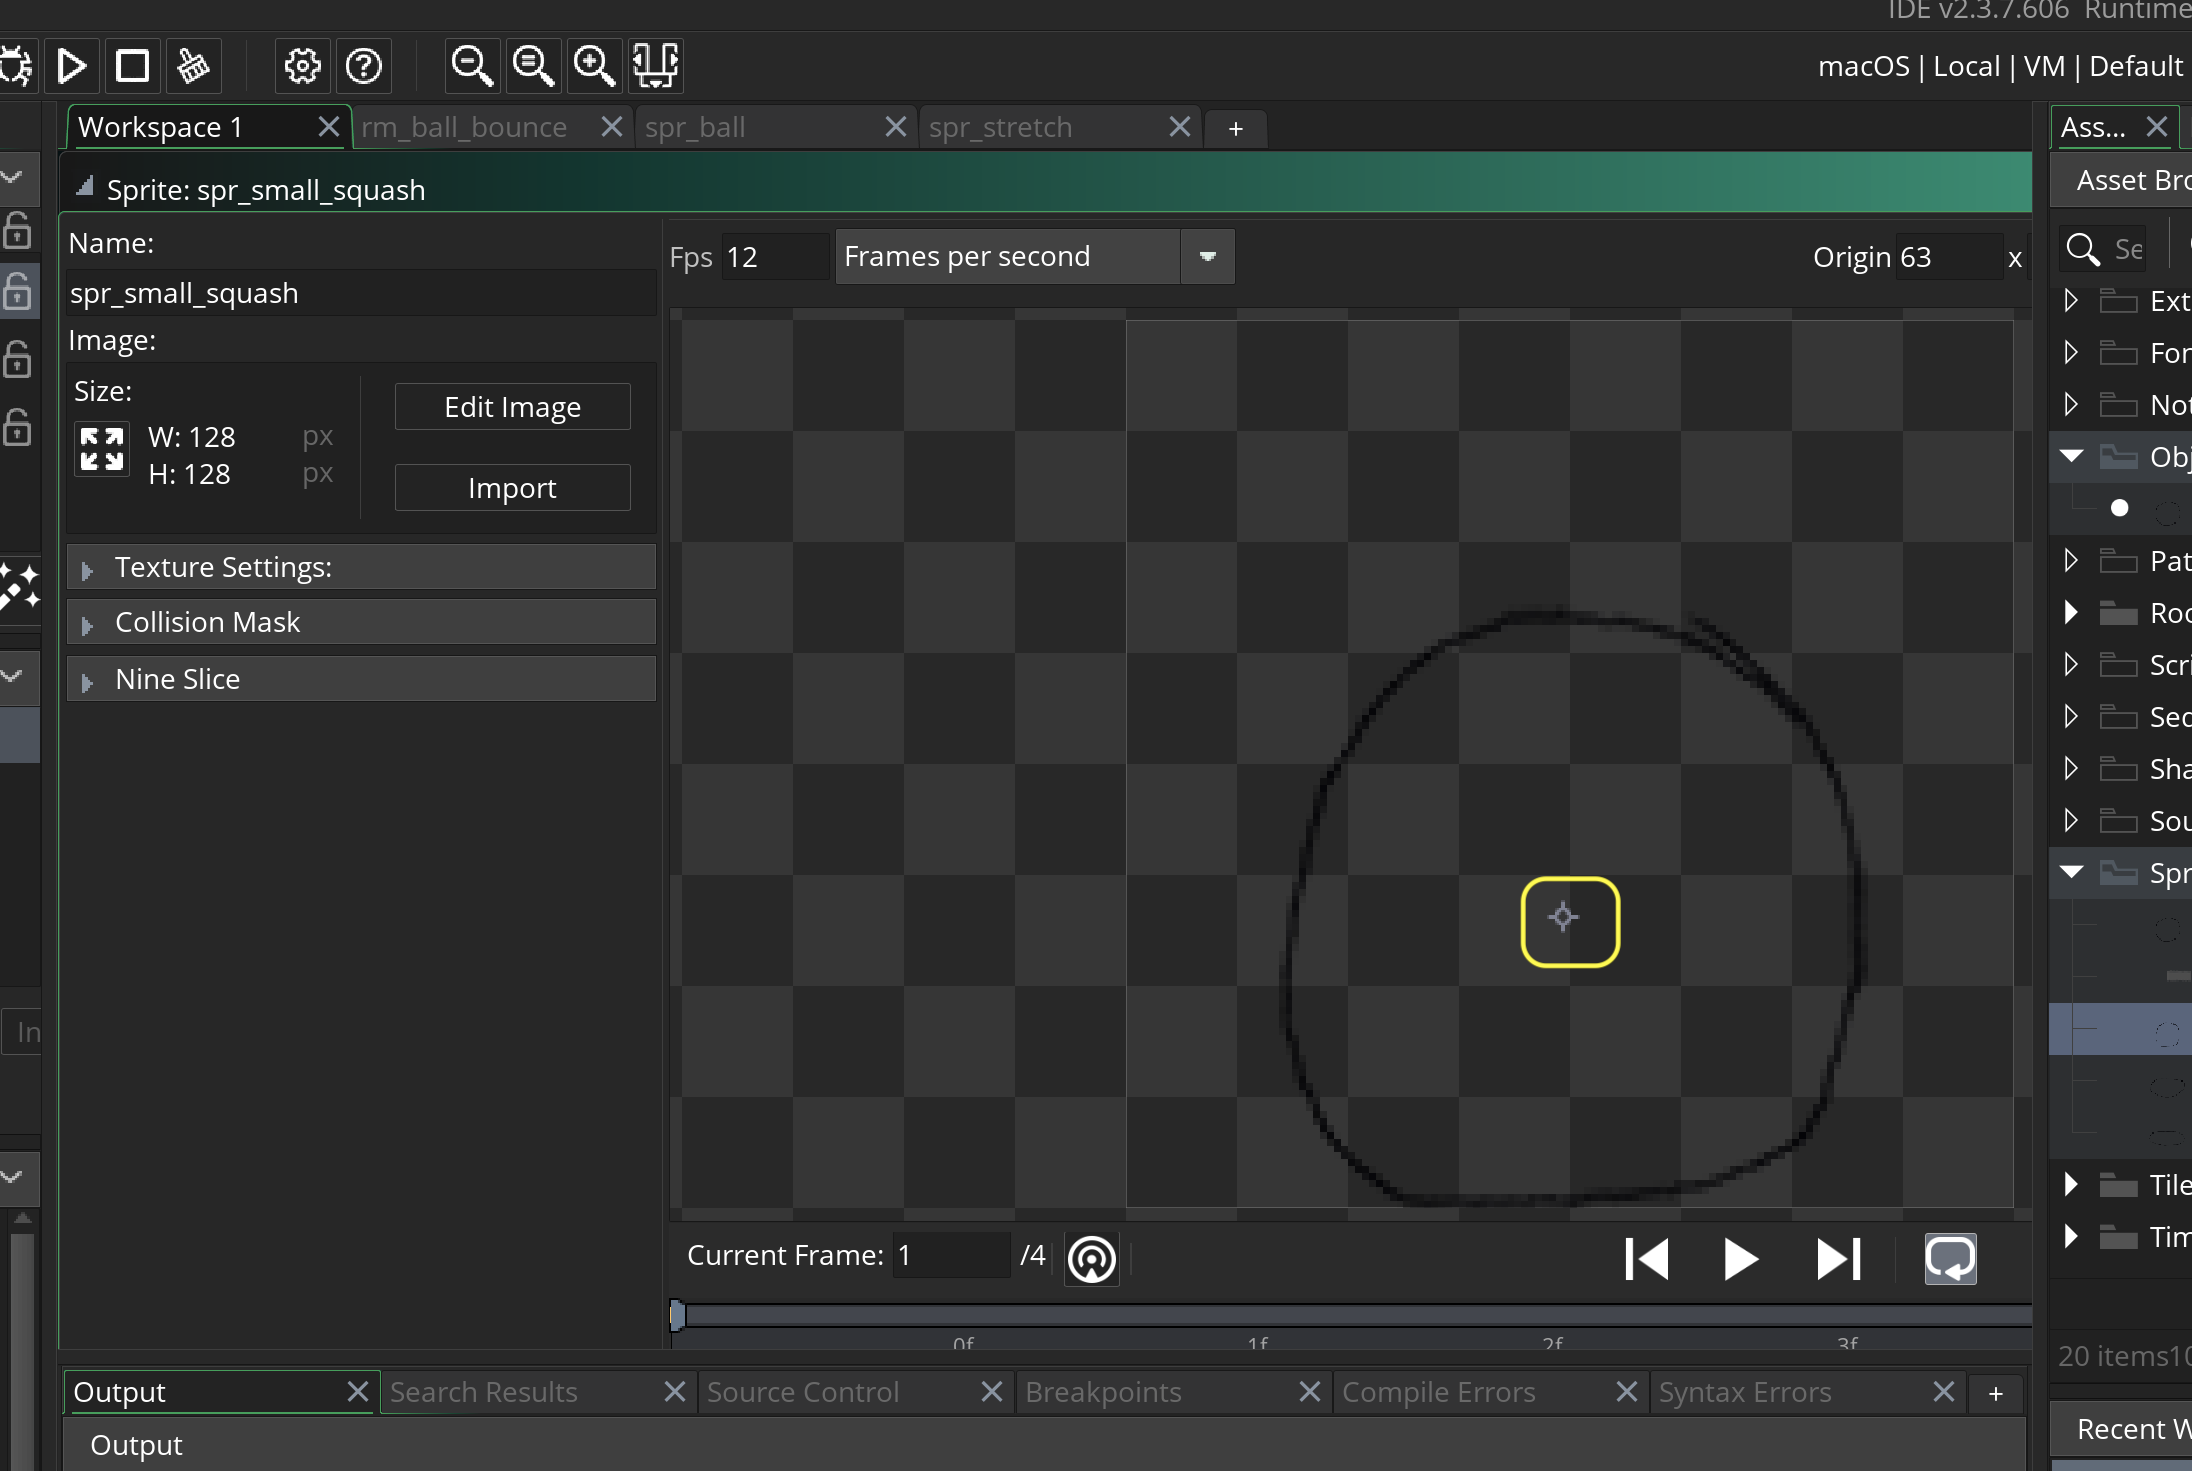 IDE v2.3.7.606 Runtime
macOS | Local | VM | Default
Workspace 1
rm_ball_bounce
spr_ball
spr_stretch
+
Ass...
Sprite: spr_small_squash
Asset Bro
Name:
spr_small_squash
Fps 12
Frames per second
Origin 63
x
Se
Image:
Size:
W: 128 px
H: 128 px
Edit Image
Import
Texture Settings:
Collision Mask
Nine Slice
Ext
For
Not
Obj
Pat
Roo
Scri
Seq
Sha
Sou
Spr
Tile
Tim
In
Current Frame: 1 /4
0f
1f
2f
3f
20 items
Output
Search Results
Source Control
Breakpoints
Compile Errors
Syntax Errors
+
Recent W
Output